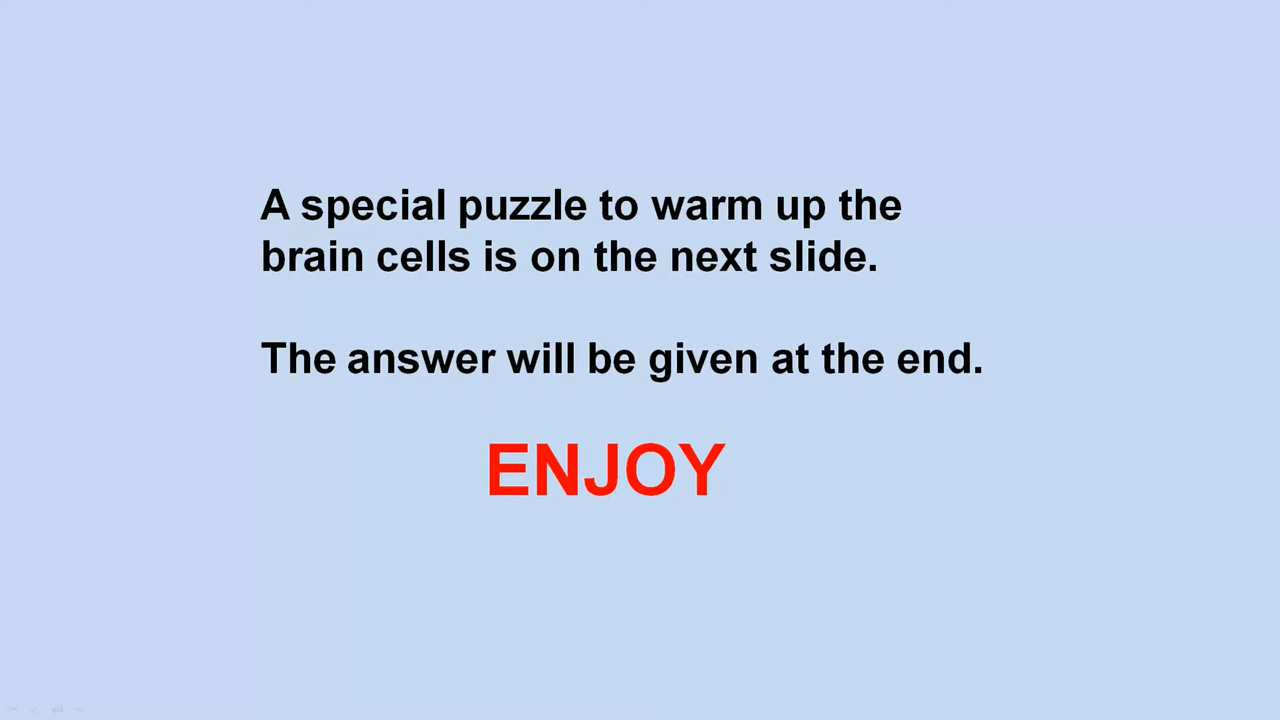 A special puzzle to warm up the
brain cells is on the next slide.
The answer will be given at the end.
ENJOY